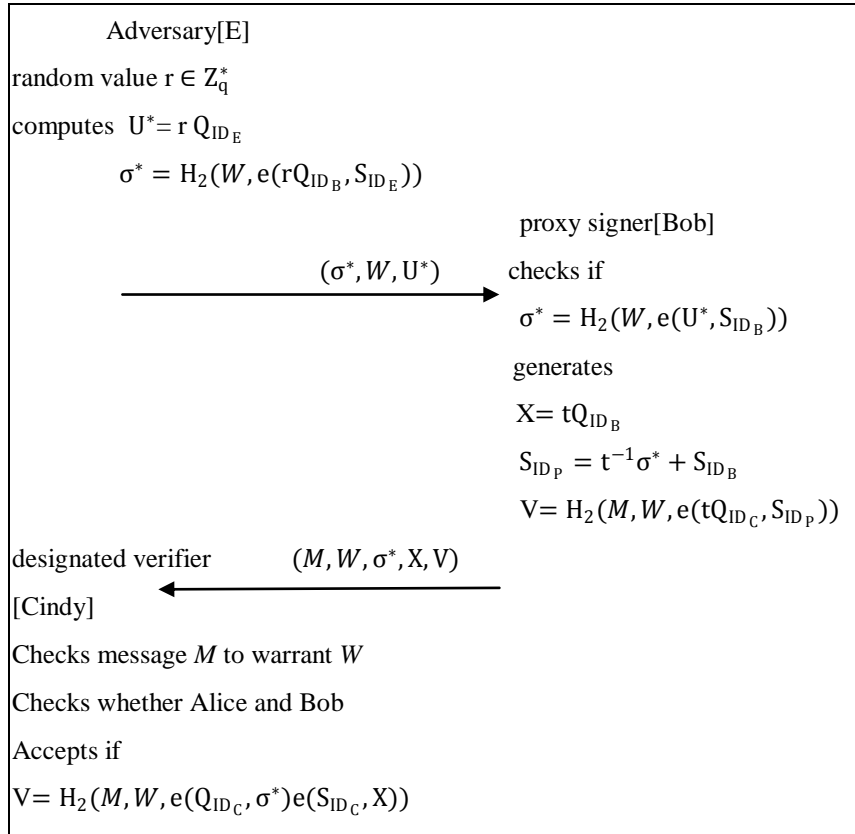 Adversary[E]
random value r ∈ Z_q^*
computes U^*= r Q_{ID_E}
σ^* = H_2(W, e(rQ_{ID_B}, S_{ID_E}))
proxy signer[Bob]
(σ^*, W, U^*) checks if
σ^* = H_2(W, e(U^*, S_{ID_B}))
generates
X= tQ_{ID_B}
S_{ID_P} = t^{-1}σ^* + S_{ID_B}
V= H_2(M, W, e(tQ_{ID_C}, S_{ID_P}))
designated verifier (M, W, σ^*, X, V)
[Cindy]
Checks message M to warrant W
Checks whether Alice and Bob
Accepts if
V= H_2(M, W, e(Q_{ID_C}, σ^*)e(S_{ID_C}, X))